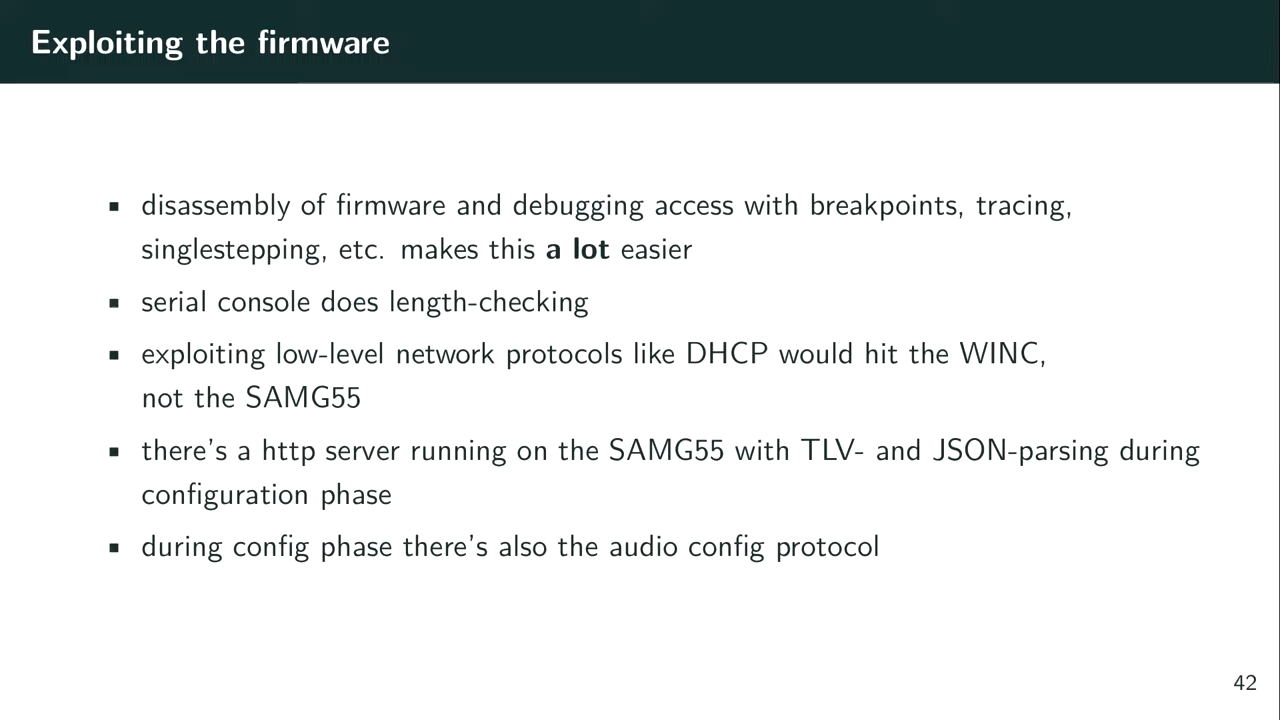 Exploiting the firmware
▪ disassembly of firmware and debugging access with breakpoints, tracing,
singlestepping, etc. makes this a lot easier
▪ serial console does length-checking
▪ exploiting low-level network protocols like DHCP would hit the WINC,
not the SAMG55
▪ there's a http server running on the SAMG55 with TLV- and JSON-parsing during
configuration phase
▪ during config phase there's also the audio config protocol
42